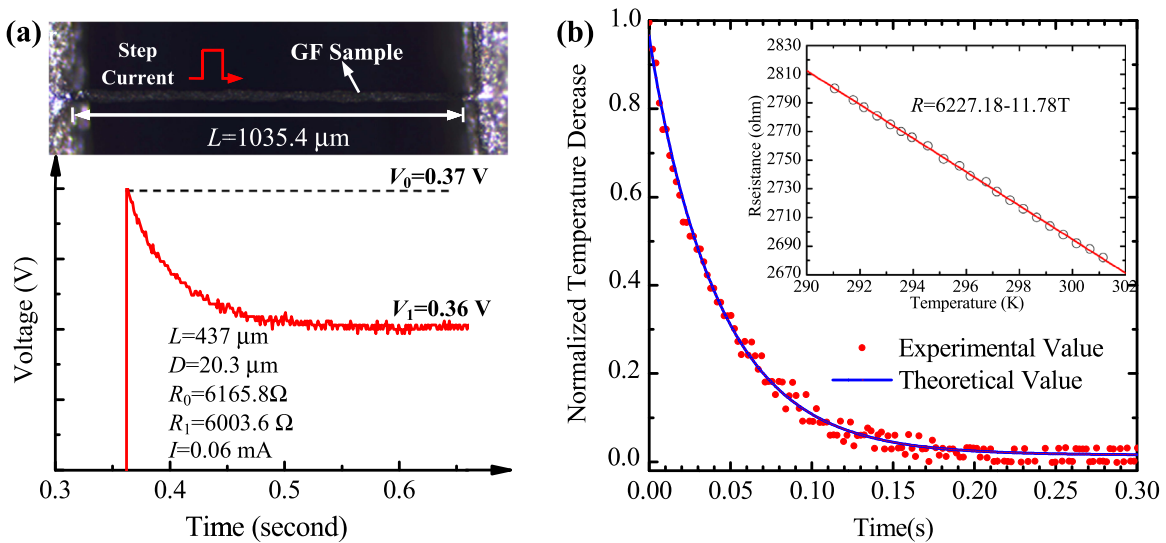 (a)
Step
Current
GF Sample
L=1035.4 μm
V0=0.37 V
V1=0.36 V
L=437 μm
D=20.3 μm
R0=6165.8Ω
R1=6003.6 Ω
I=0.06 mA
Voltage (V)
0.3 0.4 0.5 0.6
Time (second)
(b)
Normalized Temperature Derease
1.0
0.8
0.6
0.4
0.2
0.0
0.00 0.05 0.10 0.15 0.20 0.25 0.30
Time(s)
Rseistance (ohm)
2830
2810
2790
2770
2750
2730
2710
2690
2670
290 292 294 296 298 300 302
Temperature (K)
R=6227.18-11.78T
Experimental Value
Theoretical Value